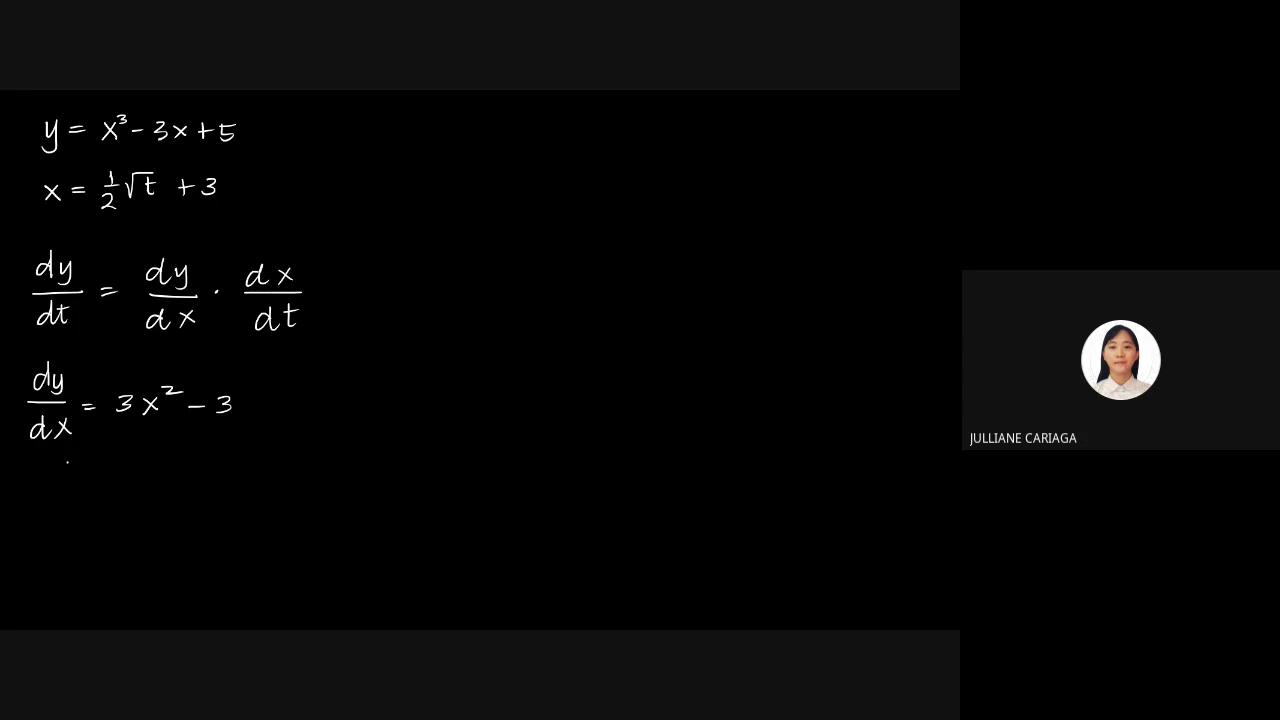 y = x³ - 3x + 5
x = 1/2 √t + 3
dy/dt = dy/dx · dx/dt
dy/dx = 3x² - 3
JULLIANE CARIAGA